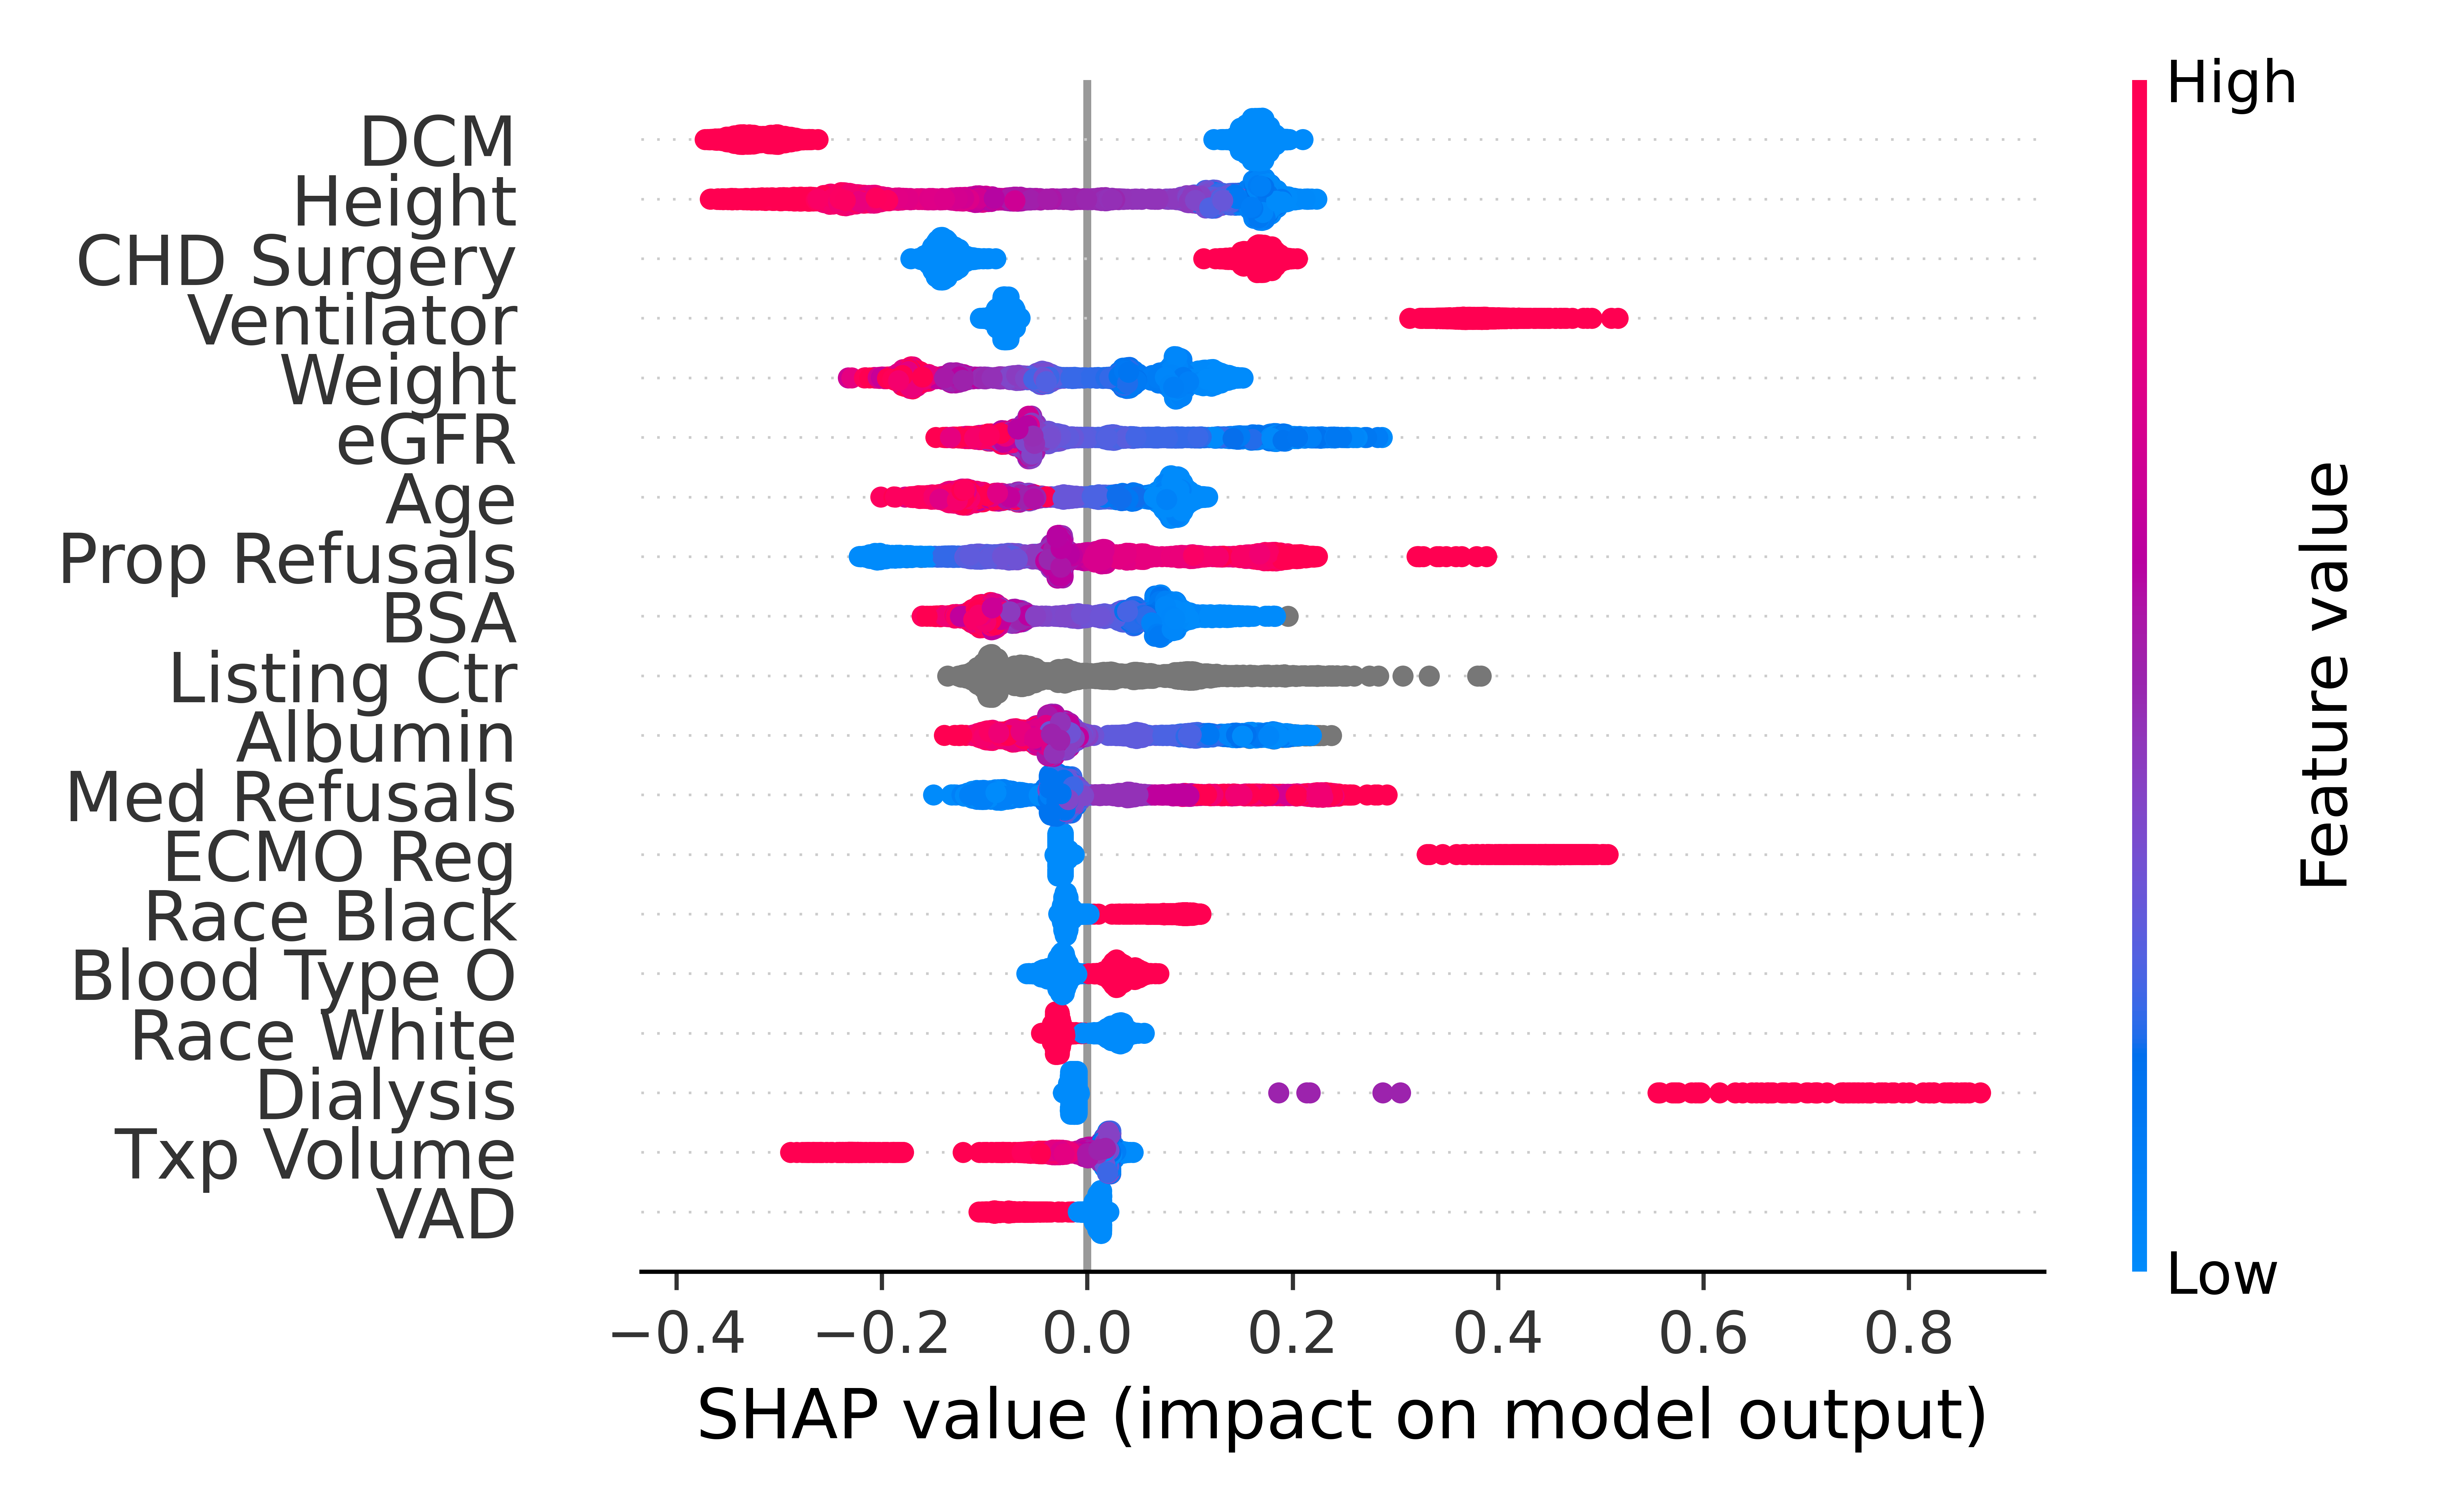 High
DCM
Height
CHD Surgery
Ventilator
Weight
eGFR
Age
Prop Refusals
BSA
Listing Ctr
Albumin
Med Refusals
ECMO Reg
Race Black
Blood Type O
Race White
Dialysis
Txp Volume
VAD
Feature value
Low
−0.4 −0.2 0.0 0.2 0.4 0.6 0.8
SHAP value (impact on model output)